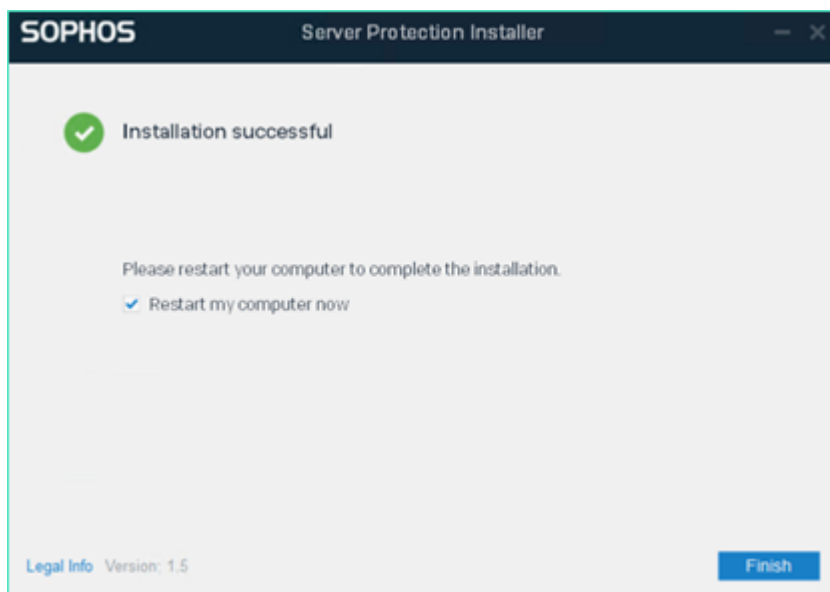 SOPHOS
Server Protection Installer
Installation successful
Please restart your computer to complete the installation.
Restart my computer now
Legal Info Version: 1.5
Finish